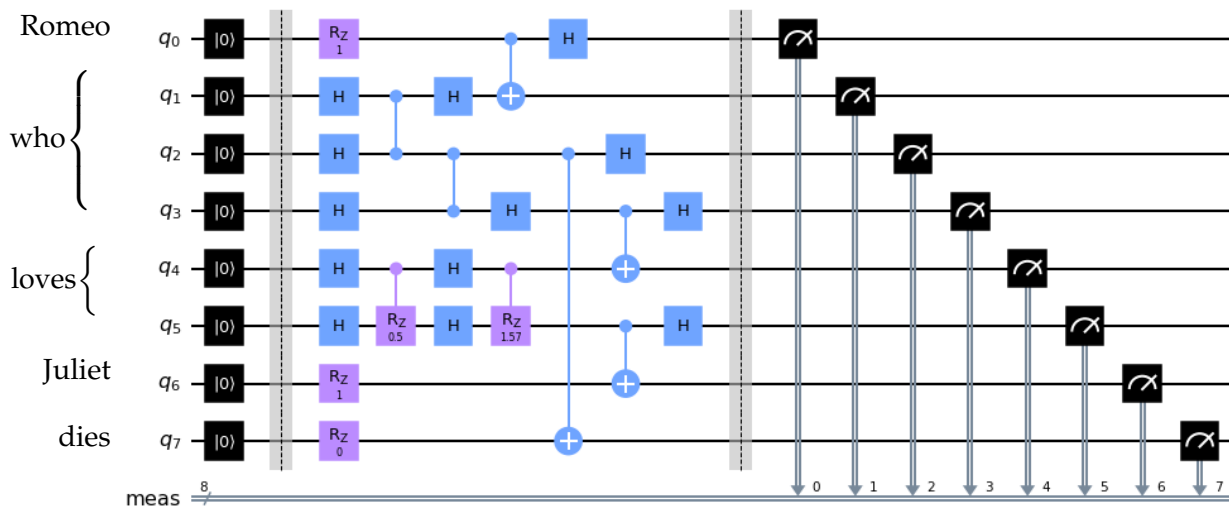 Romeo q0 |0⟩ RZ 1 H
q1 |0⟩ H H
who q2 |0⟩ H H
q3 |0⟩ H H H
loves q4 |0⟩ H H
q5 |0⟩ H RZ 0.5 H RZ 1.57 H
Juliet q6 |0⟩ RZ 1
dies q7 |0⟩ RZ 0
meas 8 0 1 2 3 4 5 6 7